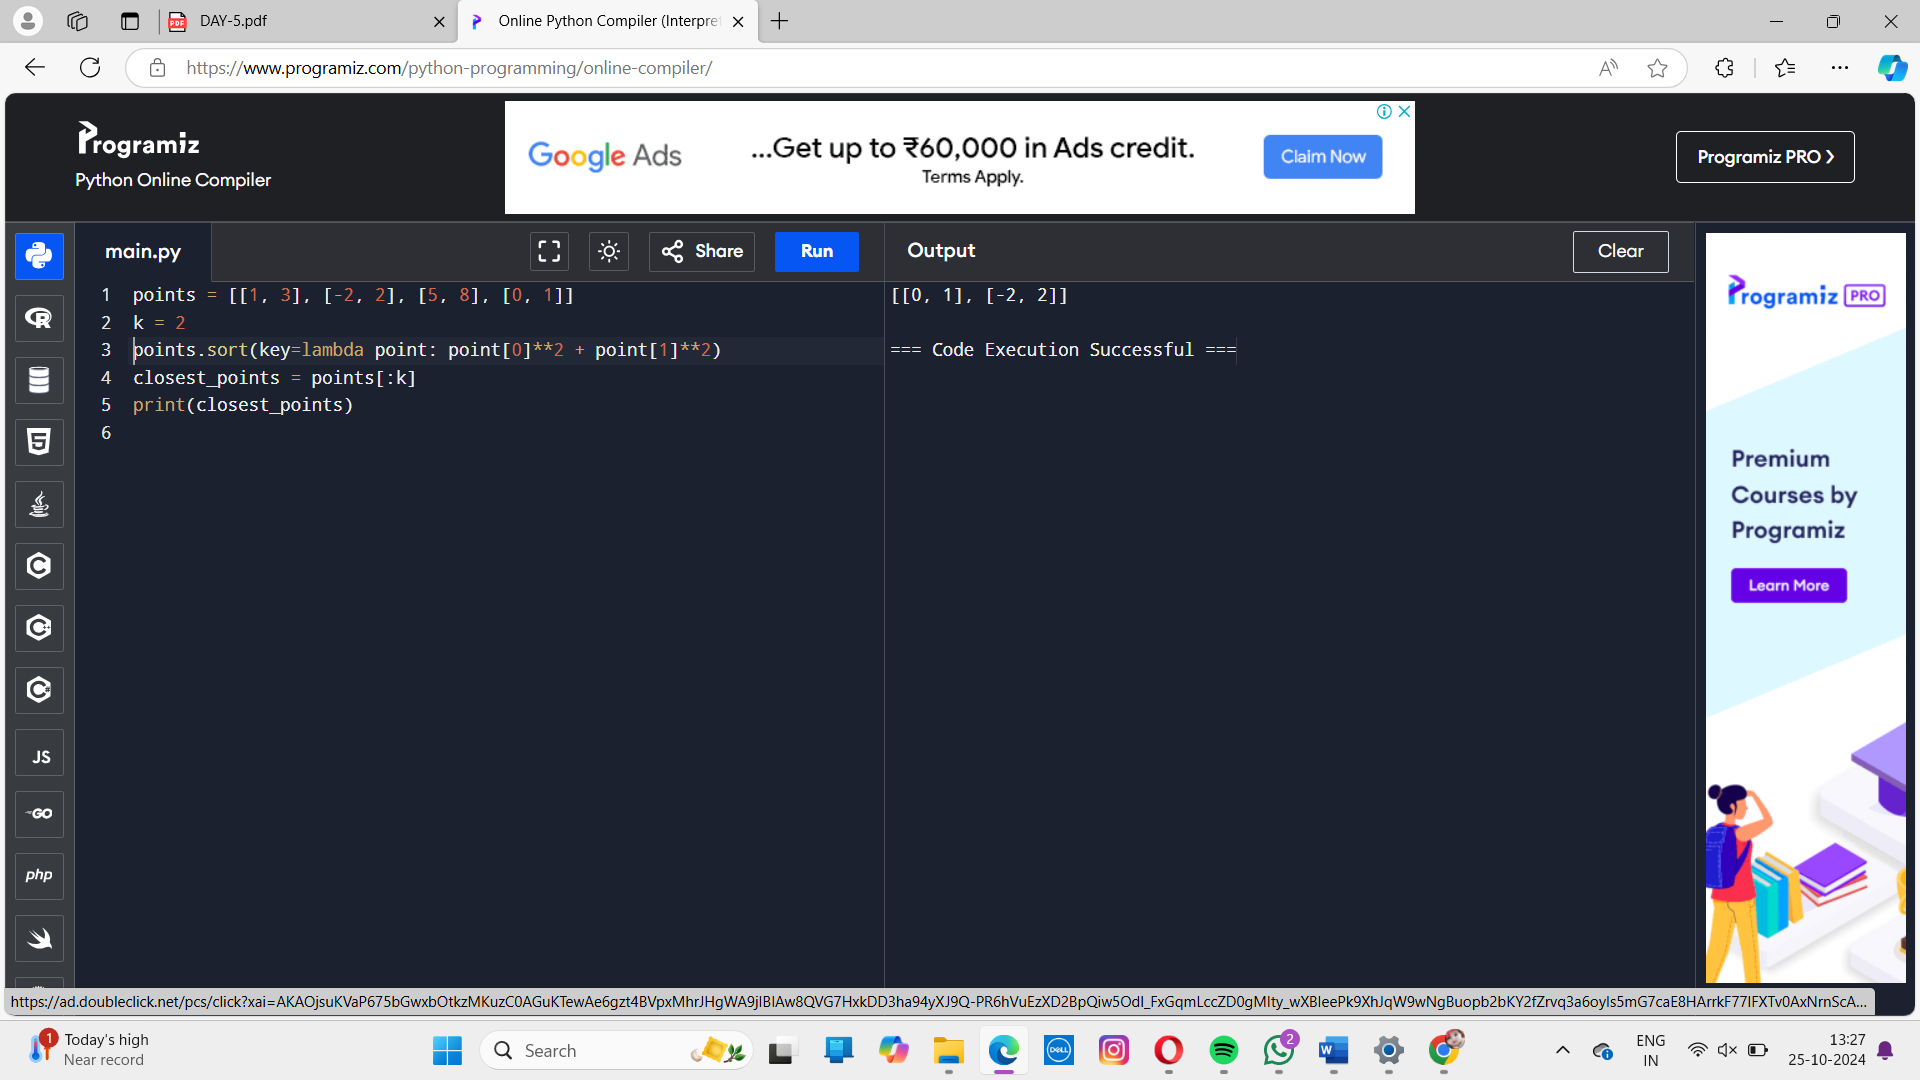 DAY-5.pdf
Online Python Compiler (Interpre
https://www.programiz.com/python-programming/online-compiler/
Programiz
Python Online Compiler
Google Ads
...Get up to ₹60,000 in Ads credit.
Terms Apply.
Claim Now
Programiz PRO ❯
main.py
Share
Run
Output
Clear
1 points = [[1, 3], [-2, 2], [5, 8], [0, 1]]
2 k = 2
3 points.sort(key=lambda point: point[0]**2 + point[1]**2)
4 closest_points = points[:k]
5 print(closest_points)
6
[[0, 1], [-2, 2]]
=== Code Execution Successful ===
Programiz PRO
Premium
Courses by
Programiz
Learn More
JS
GO
php
1
Today's high
Near record
Search
DELL
2
W
ENG
IN
13:27
25-10-2024